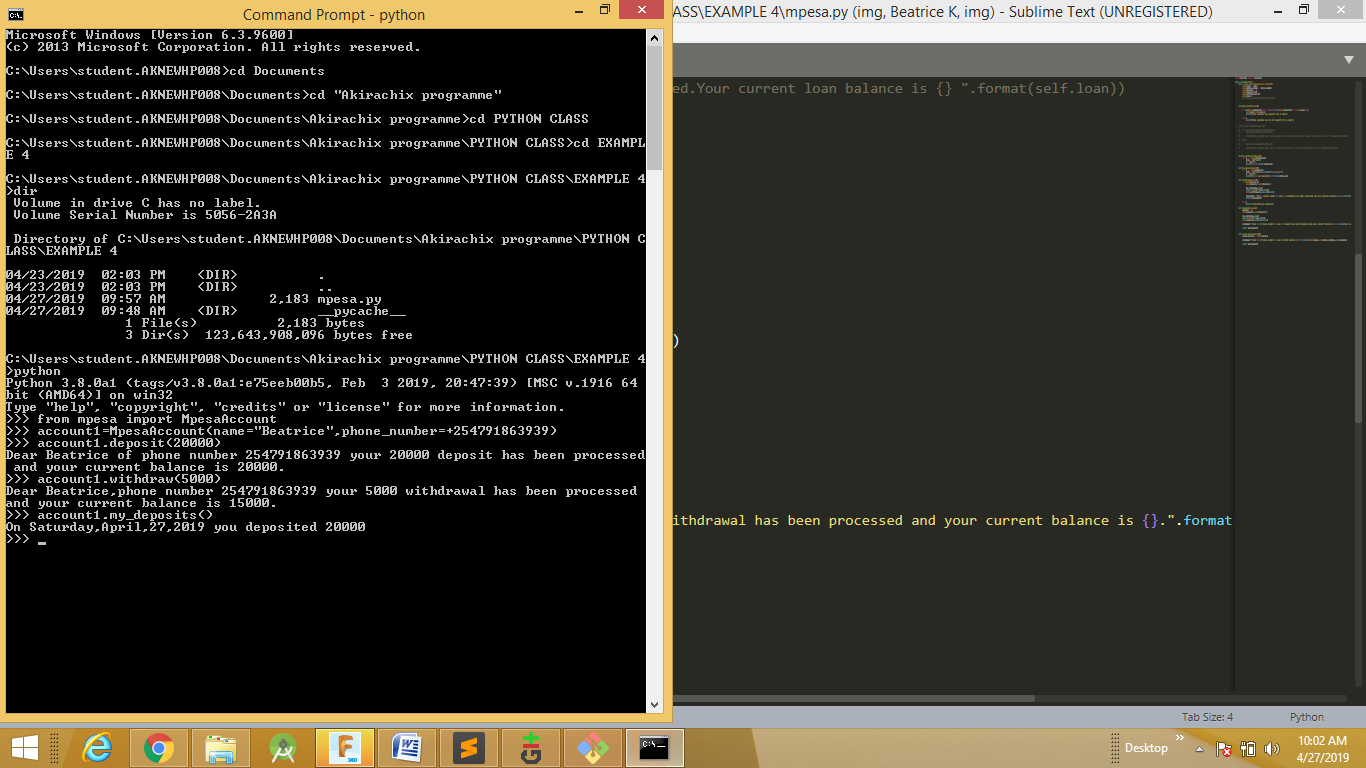 Command Prompt - python
ASS\EXAMPLE 4\mpesa.py (img, Beatrice K, img) - Sublime Text (UNREGISTERED)
Microsoft Windows [Version 6.3.9600]
(c) 2013 Microsoft Corporation. All rights reserved.
C:\Users\student.AKNEWHP008>cd Documents
C:\Users\student.AKNEWHP008\Documents>cd "Akirachix programme"
C:\Users\student.AKNEWHP008\Documents\Akirachix programme>cd PYTHON CLASS
C:\Users\student.AKNEWHP008\Documents\Akirachix programme\PYTHON CLASS>cd EXAMPL
E 4
C:\Users\student.AKNEWHP008\Documents\Akirachix programme\PYTHON CLASS\EXAMPLE 4
>dir
Volume in drive C has no label.
Volume Serial Number is 5056-2A3A
Directory of C:\Users\student.AKNEWHP008\Documents\Akirachix programme\PYTHON C
LASS\EXAMPLE 4
04/23/2019  02:03 PM    <DIR>          .
04/23/2019  02:03 PM    <DIR>          ..
04/27/2019  09:57 AM             2,183 mpesa.py
04/27/2019  09:48 AM    <DIR>          __pycache__
1 File(s)          2,183 bytes
3 Dir(s)  123,643,908,096 bytes free
C:\Users\student.AKNEWHP008\Documents\Akirachix programme\PYTHON CLASS\EXAMPLE 4
>python
Python 3.8.0a1 (tags/v3.8.0a1:e75eeb00b5, Feb  3 2019, 20:47:39) [MSC v.1916 64
bit (AMD64)] on win32
Type "help", "copyright", "credits" or "license" for more information.
>>> from mpesa import MpesaAccount
>>> account1=MpesaAccount(name="Beatrice",phone_number=+254791863939)
>>> account1.deposit(20000)
Dear Beatrice of phone number 254791863939 your 20000 deposit has been processed
and your current balance is 20000.
>>> account1.withdraw(5000)
Dear Beatrice,phone number 254791863939 your 5000 withdrawal has been processed
and your current balance is 15000.
>>> account1.my_deposits()
On Saturday,April,27,2019 you deposited 20000
>>> _
ed.Your current loan balance is {} ".format(self.loan))
)
ithdrawal has been processed and your current balance is {}.".format
Tab Size: 4
Python
Desktop
10:02 AM
4/27/2019